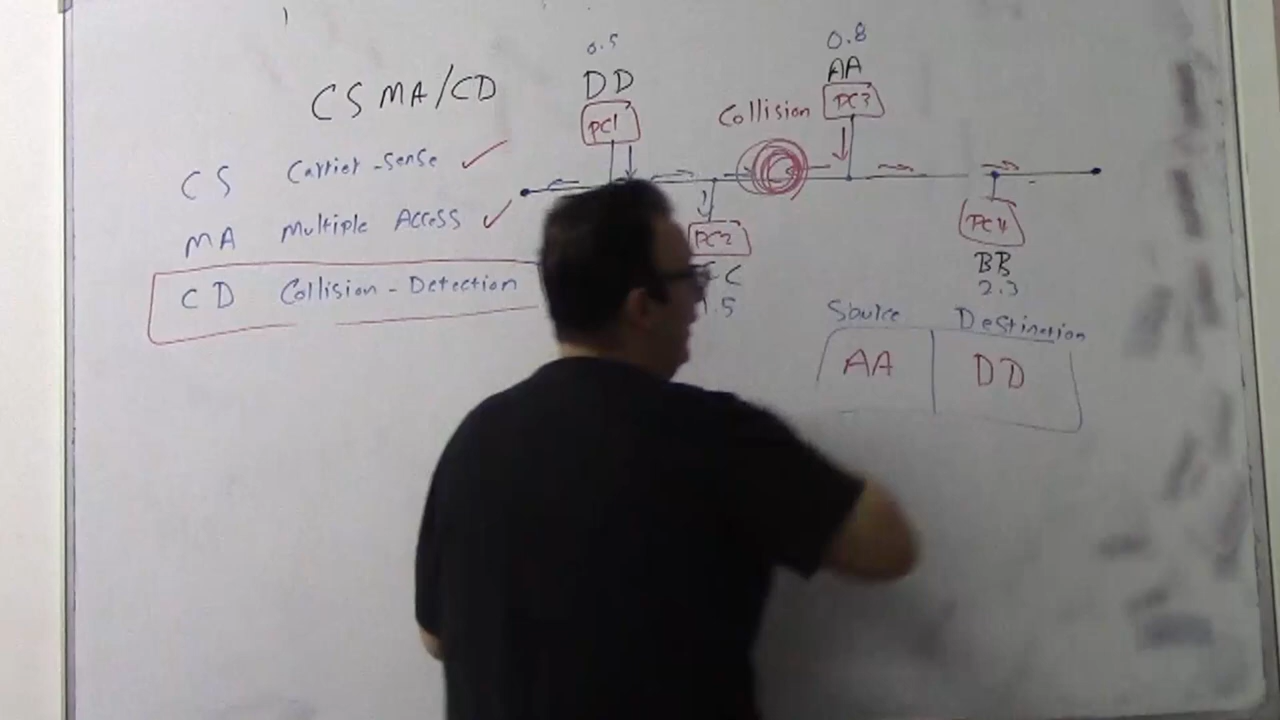 CSMA/CD
CS Carrier-Sense
MA Multiple Access
CD Collision-Detection
0.5
DD
PC1
Collision
0.8
AA
PC3
PC2
C
.5
PC4
BB
2.3
Source Destination
AA DD